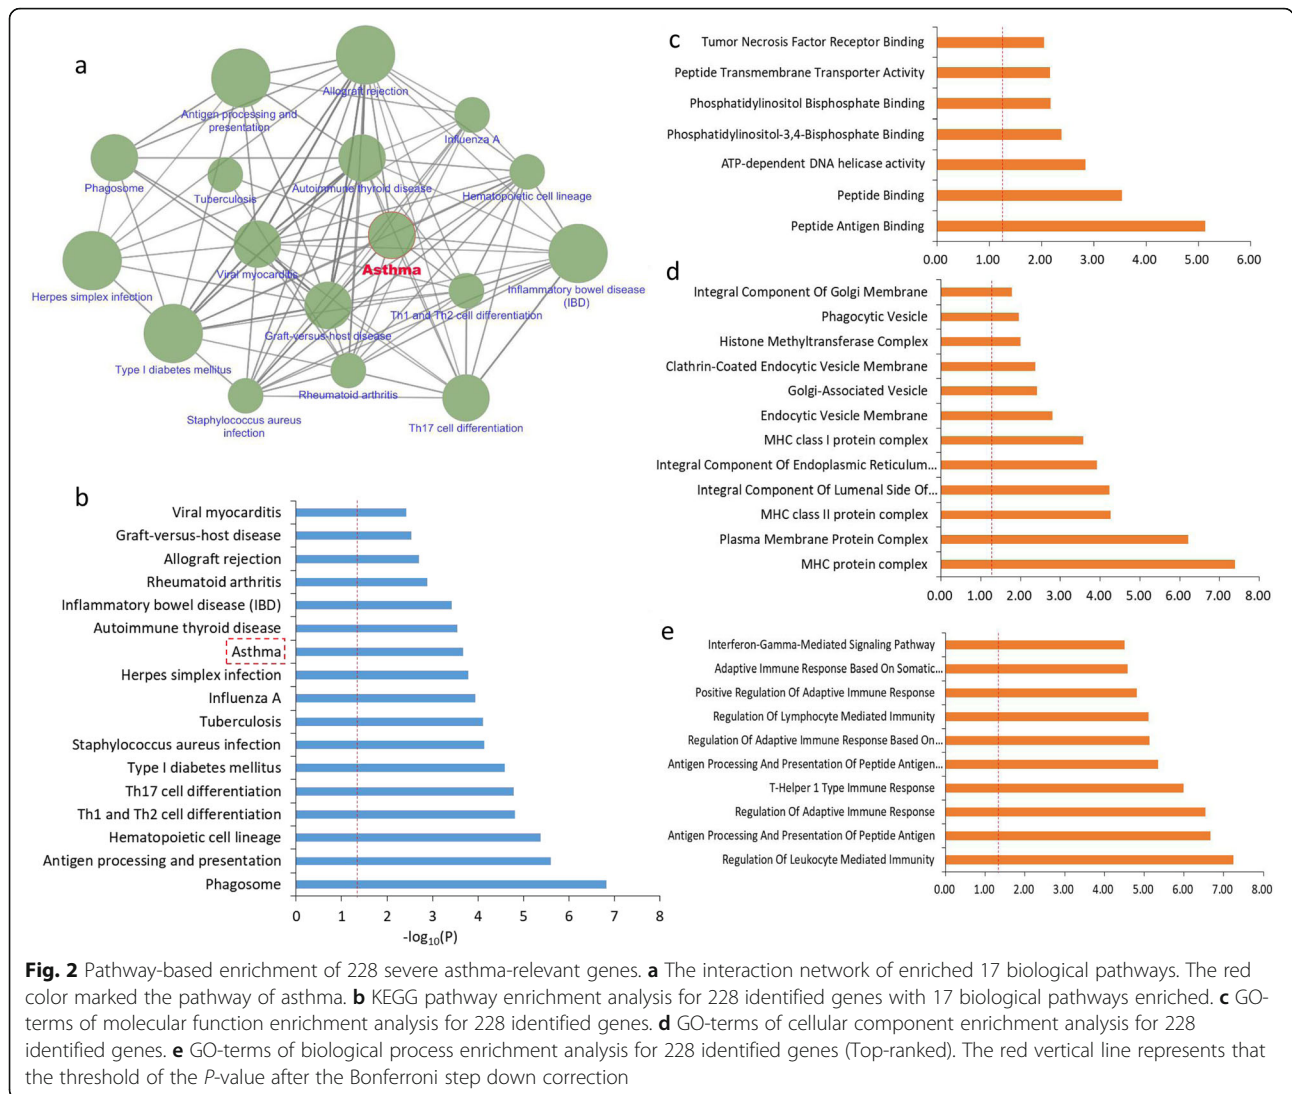 a
Allograft rejection
Antigen processing and
presentation
Influenza A
Phagosome
Tuberculosis
Autoimmune thyroid disease
Hematopoietic cell lineage
Asthma
Viral myocarditis
Herpes simplex infection
Inflammatory bowel disease
(IBD)
Th1 and Th2 cell differentiation
Graft-versus-host disease
Type I diabetes mellitus
Rheumatoid arthritis
Staphylococcus aureus
infection
Th17 cell differentiation
b
Viral myocarditis
Graft-versus-host disease
Allograft rejection
Rheumatoid arthritis
Inflammatory bowel disease (IBD)
Autoimmune thyroid disease
Asthma
Herpes simplex infection
Influenza A
Tuberculosis
Staphylococcus aureus infection
Type I diabetes mellitus
Th17 cell differentiation
Th1 and Th2 cell differentiation
Hematopoietic cell lineage
Antigen processing and presentation
Phagosome
0 1 2 3 4 5 6 7 8
-log10(P)
c
Tumor Necrosis Factor Receptor Binding
Peptide Transmembrane Transporter Activity
Phosphatidylinositol Bisphosphate Binding
Phosphatidylinositol-3,4-Bisphosphate Binding
ATP-dependent DNA helicase activity
Peptide Binding
Peptide Antigen Binding
0.00 1.00 2.00 3.00 4.00 5.00 6.00
d
Integral Component Of Golgi Membrane
Phagocytic Vesicle
Histone Methyltransferase Complex
Clathrin-Coated Endocytic Vesicle Membrane
Golgi-Associated Vesicle
Endocytic Vesicle Membrane
MHC class I protein complex
Integral Component Of Endoplasmic Reticulum...
Integral Component Of Lumenal Side Of...
MHC class II protein complex
Plasma Membrane Protein Complex
MHC protein complex
0.00 1.00 2.00 3.00 4.00 5.00 6.00 7.00 8.00
e
Interferon-Gamma-Mediated Signaling Pathway
Adaptive Immune Response Based On Somatic...
Positive Regulation Of Adaptive Immune Response
Regulation Of Lymphocyte Mediated Immunity
Regulation Of Adaptive Immune Response Based On...
Antigen Processing And Presentation Of Peptide Antigen...
T-Helper 1 Type Immune Response
Regulation Of Adaptive Immune Response
Antigen Processing And Presentation Of Peptide Antigen
Regulation Of Leukocyte Mediated Immunity
0.00 1.00 2.00 3.00 4.00 5.00 6.00 7.00 8.00
Fig. 2 Pathway-based enrichment of 228 severe asthma-relevant genes. a The interaction network of enriched 17 biological pathways. The red
color marked the pathway of asthma. b KEGG pathway enrichment analysis for 228 identified genes with 17 biological pathways enriched. c GO-
terms of molecular function enrichment analysis for 228 identified genes. d GO-terms of cellular component enrichment analysis for 228
identified genes. e GO-terms of biological process enrichment analysis for 228 identified genes (Top-ranked). The red vertical line represents that
the threshold of the P-value after the Bonferroni step down correction